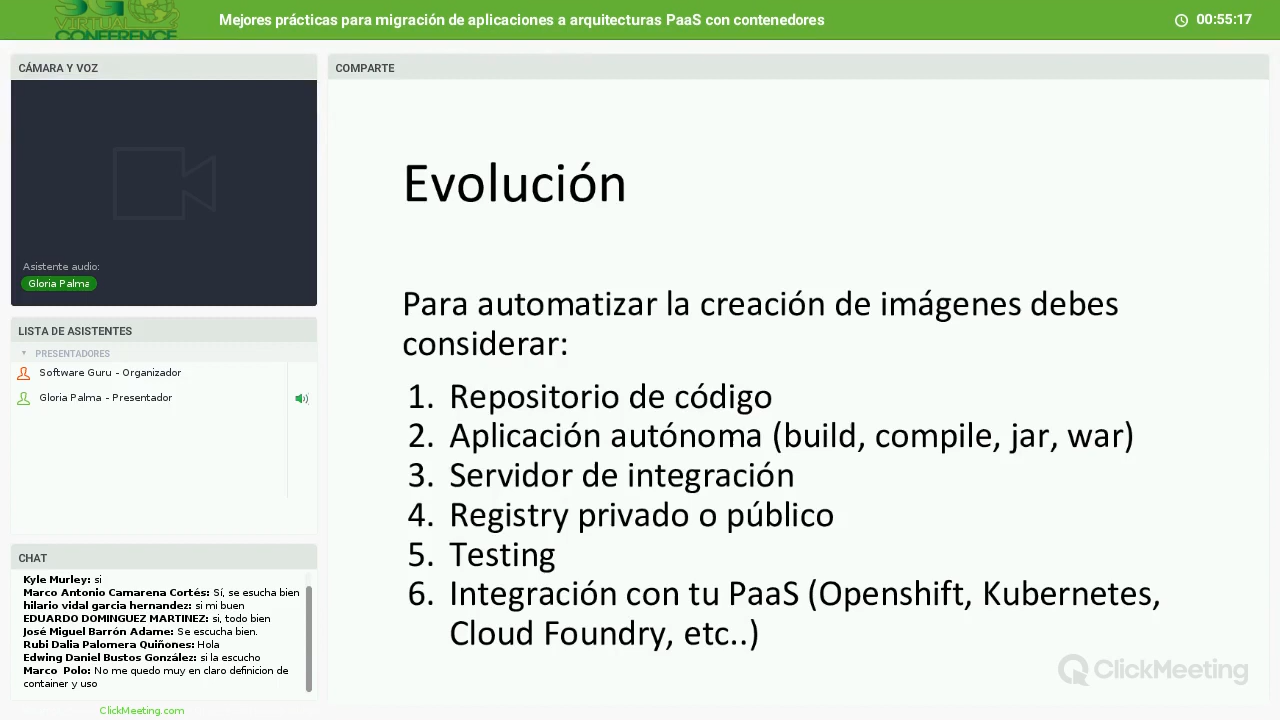 SG
VIRTUAL
CONFERENCE
Mejores prácticas para migración de aplicaciones a arquitecturas PaaS con contenedores
00:55:17
CÁMARA Y VOZ
Asistente audio:
Gloria Palma
LISTA DE ASISTENTES
PRESENTADORES
Software Guru - Organizador
Gloria Palma - Presentador
CHAT
Kyle Murley: si
Marco Antonio Camarena Cortés: Sí, se escucha bien
hilario vidal garcia hernandez: si mi buen
EDUARDO DOMINGUEZ MARTINEZ: si, todo bien
José Miguel Barrón Adame: Se escucha bien.
Rubi Dalia Palomera Quiñones: Hola
Edwing Daniel Bustos González: si la escucho
Marco Polo: No me quedo muy en claro definicion de
container y uso
ClickMeeting.com
COMPARTE
Evolución
Para automatizar la creación de imágenes debes
considerar:
1. Repositorio de código
2. Aplicación autónoma (build, compile, jar, war)
3. Servidor de integración
4. Registry privado o público
5. Testing
6. Integración con tu PaaS (Openshift, Kubernetes,
Cloud Foundry, etc..)
ClickMeeting